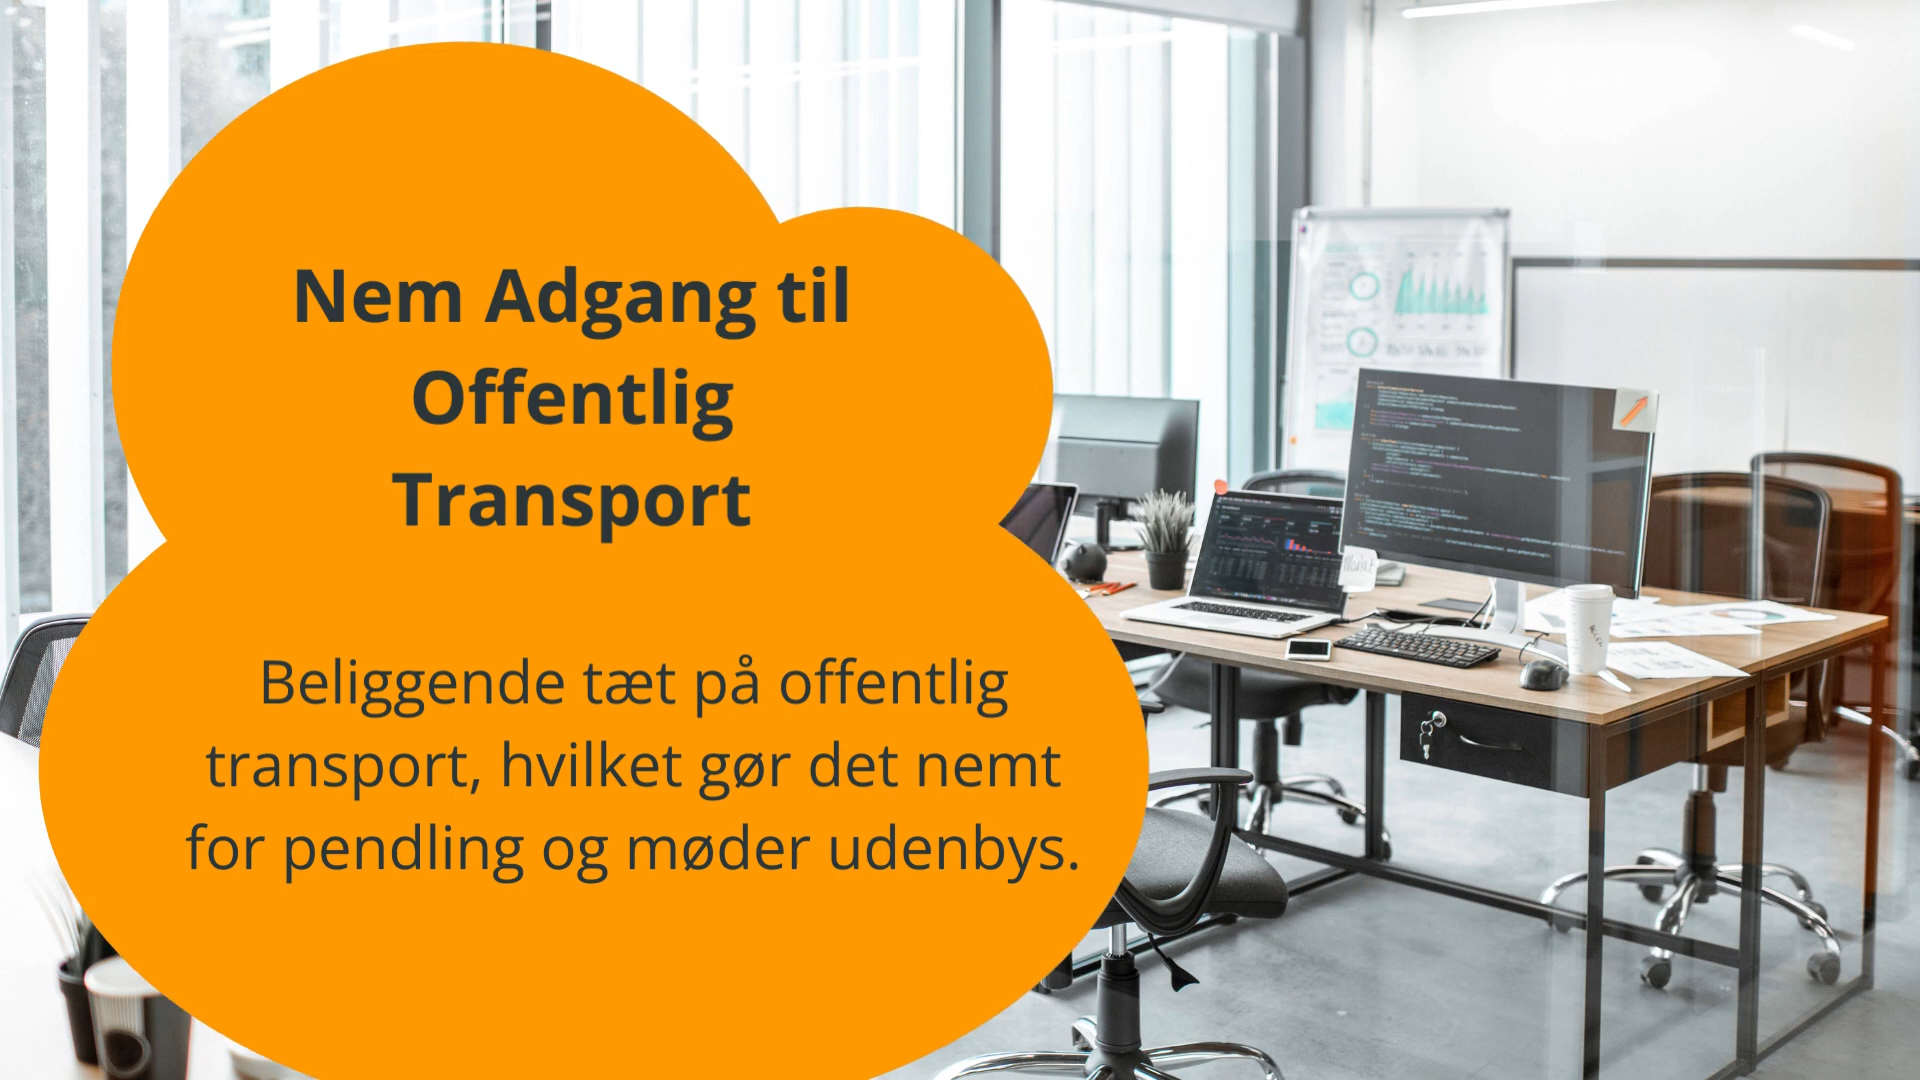 Nem Adgang til
Offentlig
Transport
Beliggende tæt på offentlig
transport, hvilket gør det nemt
for pendling og møder udenbys.